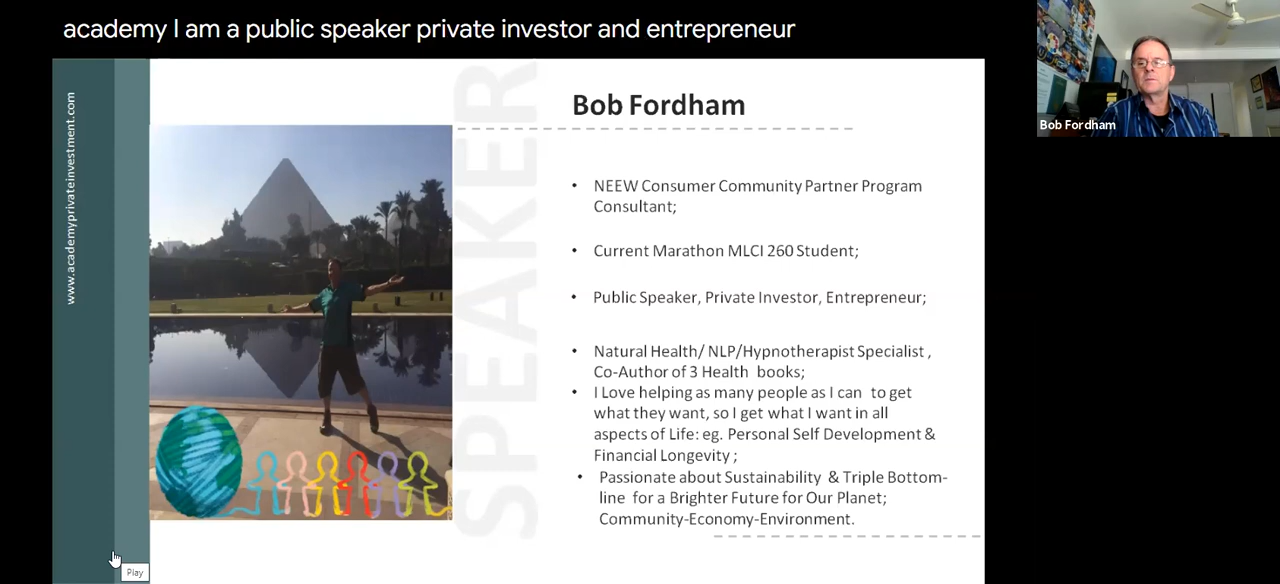 academy I am a public speaker private investor and entrepreneur
www.academyprivateinvestment.com
SPEAKER
Bob Fordham
• NEEW Consumer Community Partner Program
Consultant;
• Current Marathon MLCI 260 Student;
• Public Speaker, Private Investor, Entrepreneur;
• Natural Health/ NLP/Hypnotherapist Specialist ,
Co-Author of 3 Health books;
• I Love helping as many people as I can to get
what they want, so I get what I want in all
aspects of Life: eg. Personal Self Development &
Financial Longevity ;
• Passionate about Sustainability & Triple Bottom-
line for a Brighter Future for Our Planet;
Community-Economy-Environment.
Play
Bob Fordham